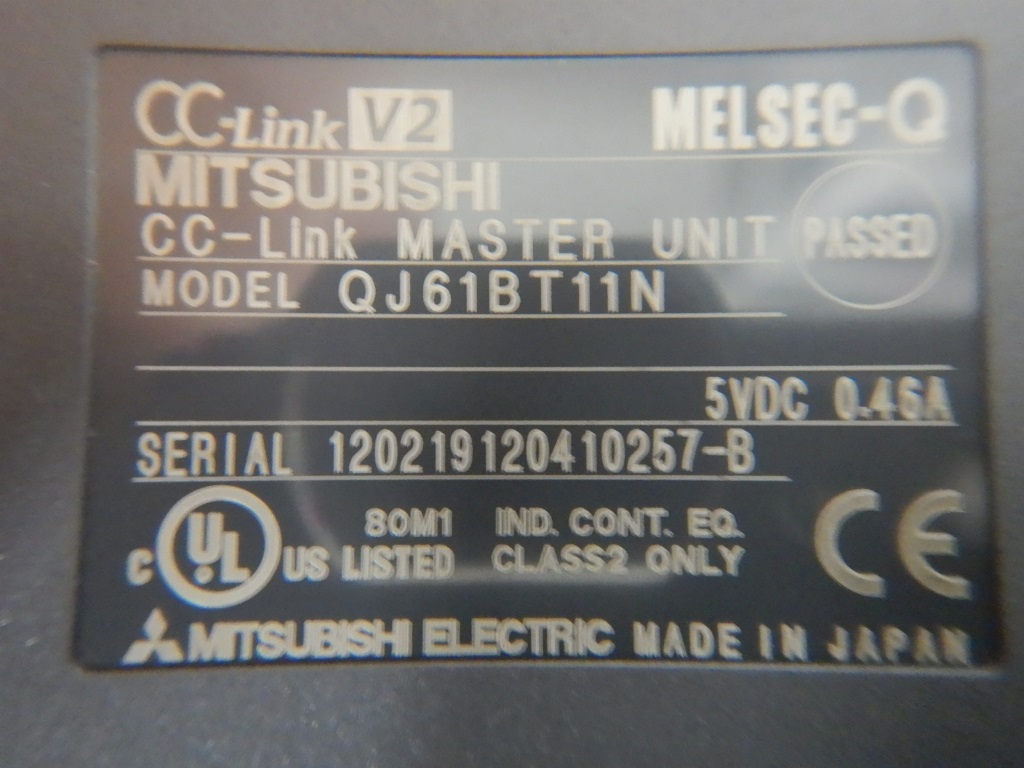 CC-Link V2 MELSEC-Q
MITSUBISHI
CC-Link MASTER UNIT PASSED
MODEL QJ61BT11N
5VDC 0.46A
SERIAL 120219120410257-B
C UL US LISTED 80M1 IND. CONT. EQ. CLASS2 ONLY CE
MITSUBISHI ELECTRIC MADE IN JAPAN